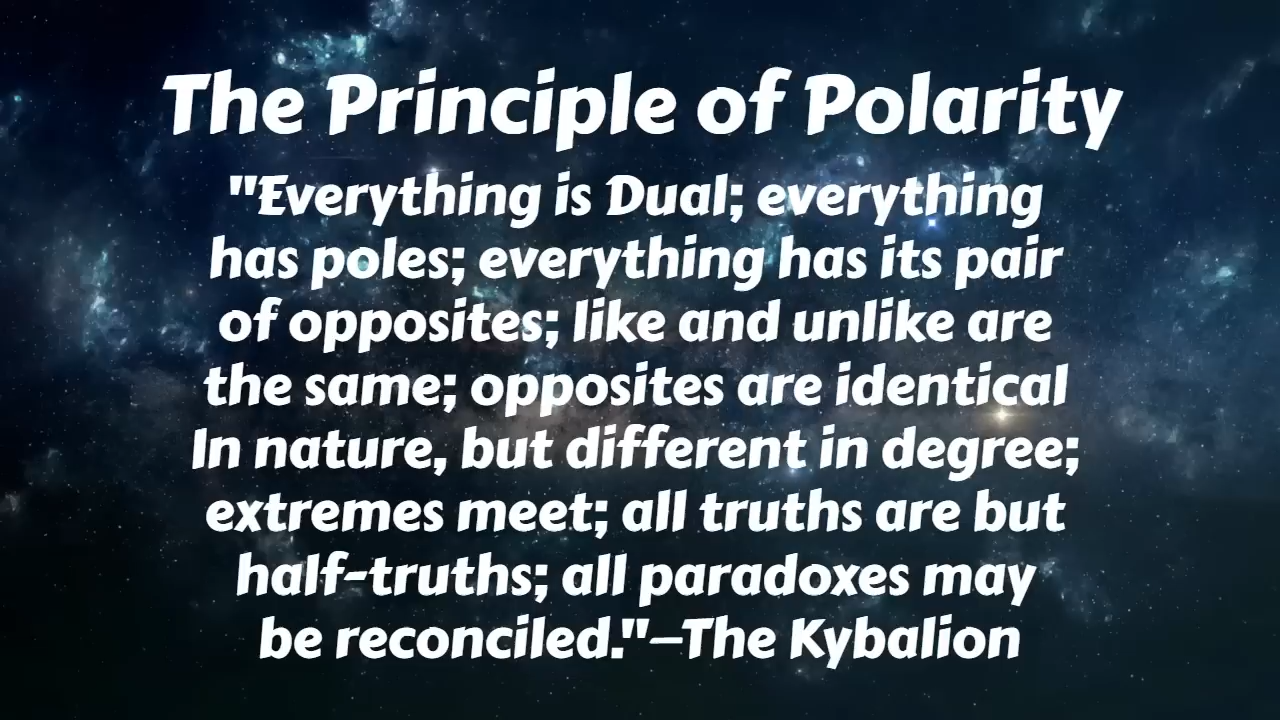 The Principle of Polarity
"Everything is Dual; everything
has poles; everything has its pair
of opposites; like and unlike are
the same; opposites are identical
In nature, but different in degree;
extremes meet; all truths are but
half-truths; all paradoxes may
be reconciled."—The Kybalion